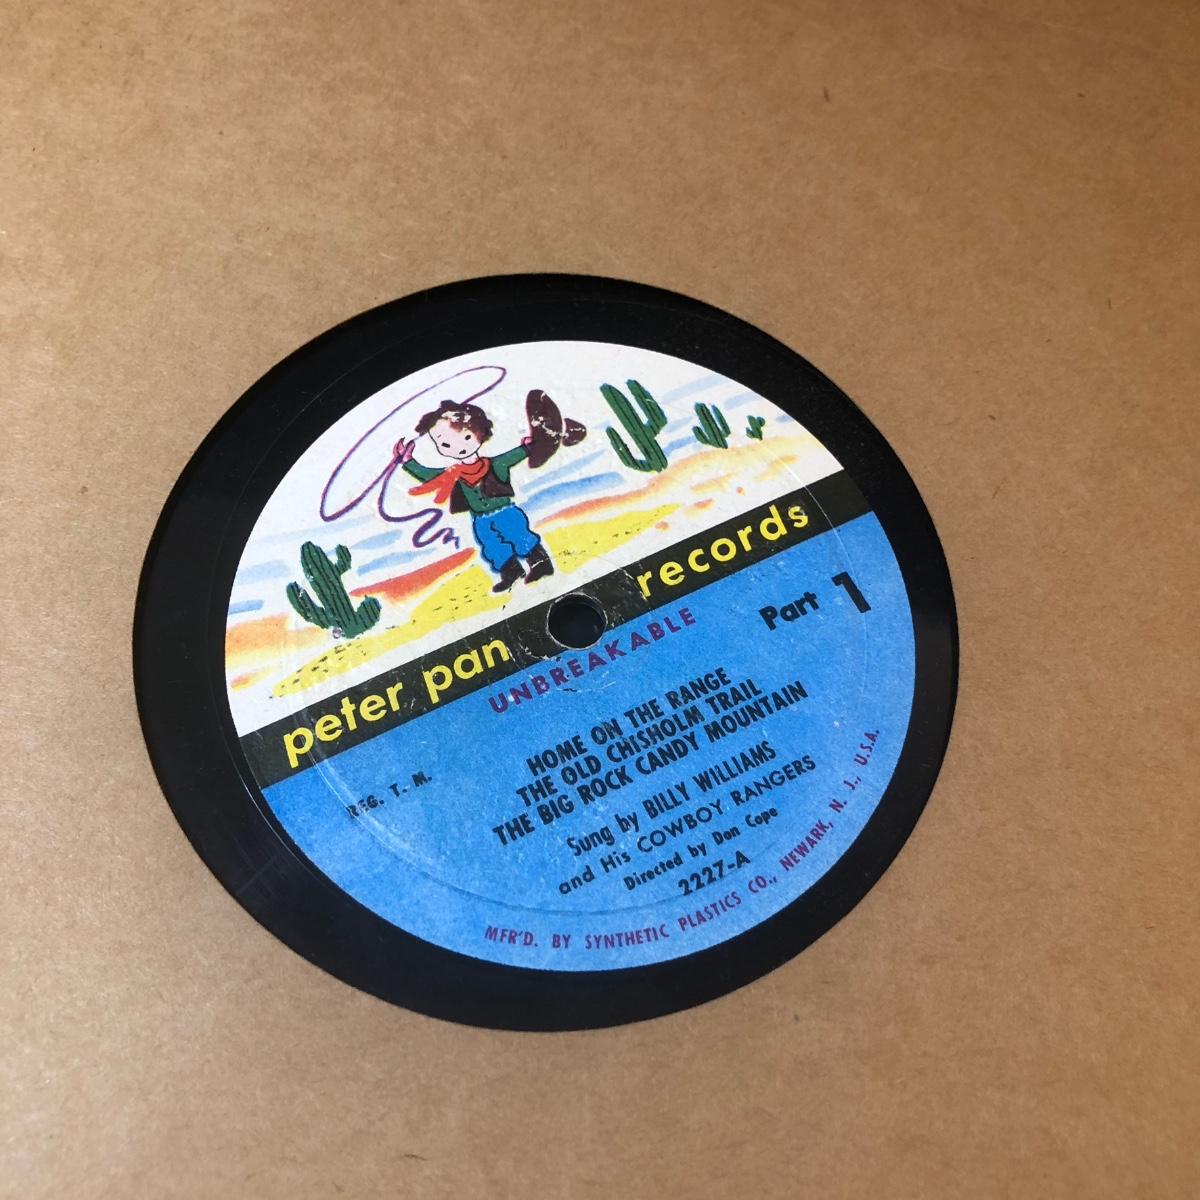 peter pan records
UNBREAKABLE
Part 1
REG. T. M.
HOME ON THE RANGE
THE OLD CHISHOLM TRAIL
THE BIG ROCK CANDY MOUNTAIN
Sung by BILLY WILLIAMS
and His COWBOY RANGERS
Directed by Don Cope
2227-A
MFR'D. BY SYNTHETIC PLASTICS CO., NEWARK, N. J., U.S.A.